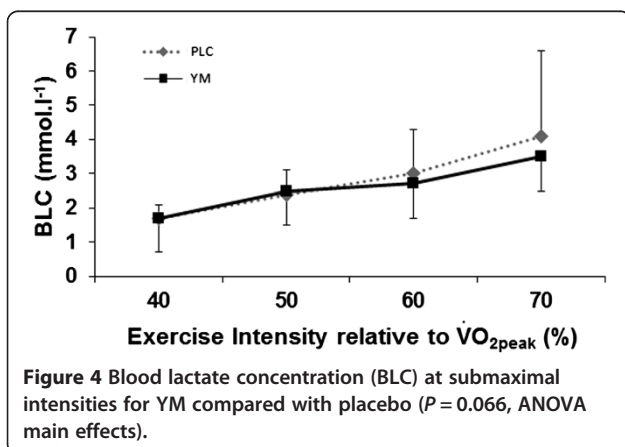 7
6
5
4
3
2
1
0
BLC (mmol.l⁻¹)
PLC
YM
40 50 60 70
Exercise Intensity relative to V̇O₂peak (%)
Figure 4 Blood lactate concentration (BLC) at submaximal
intensities for YM compared with placebo (P = 0.066, ANOVA
main effects).